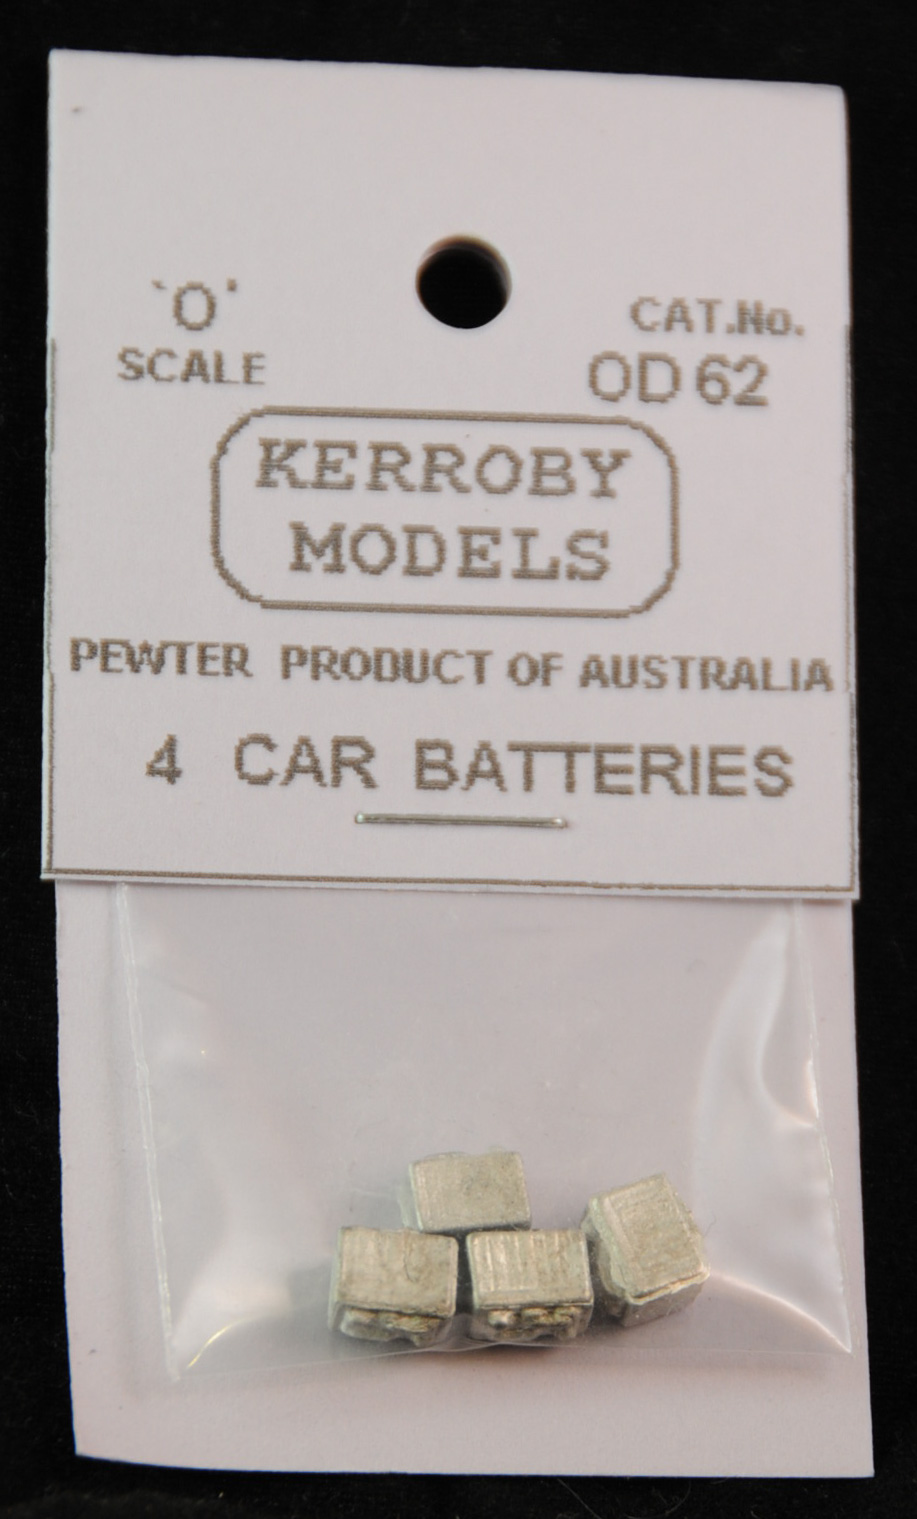 `O'
SCALE
CAT.No.
OD 62
KERROBY
MODELS
PEWTER PRODUCT OF AUSTRALIA
4 CAR BATTERIES